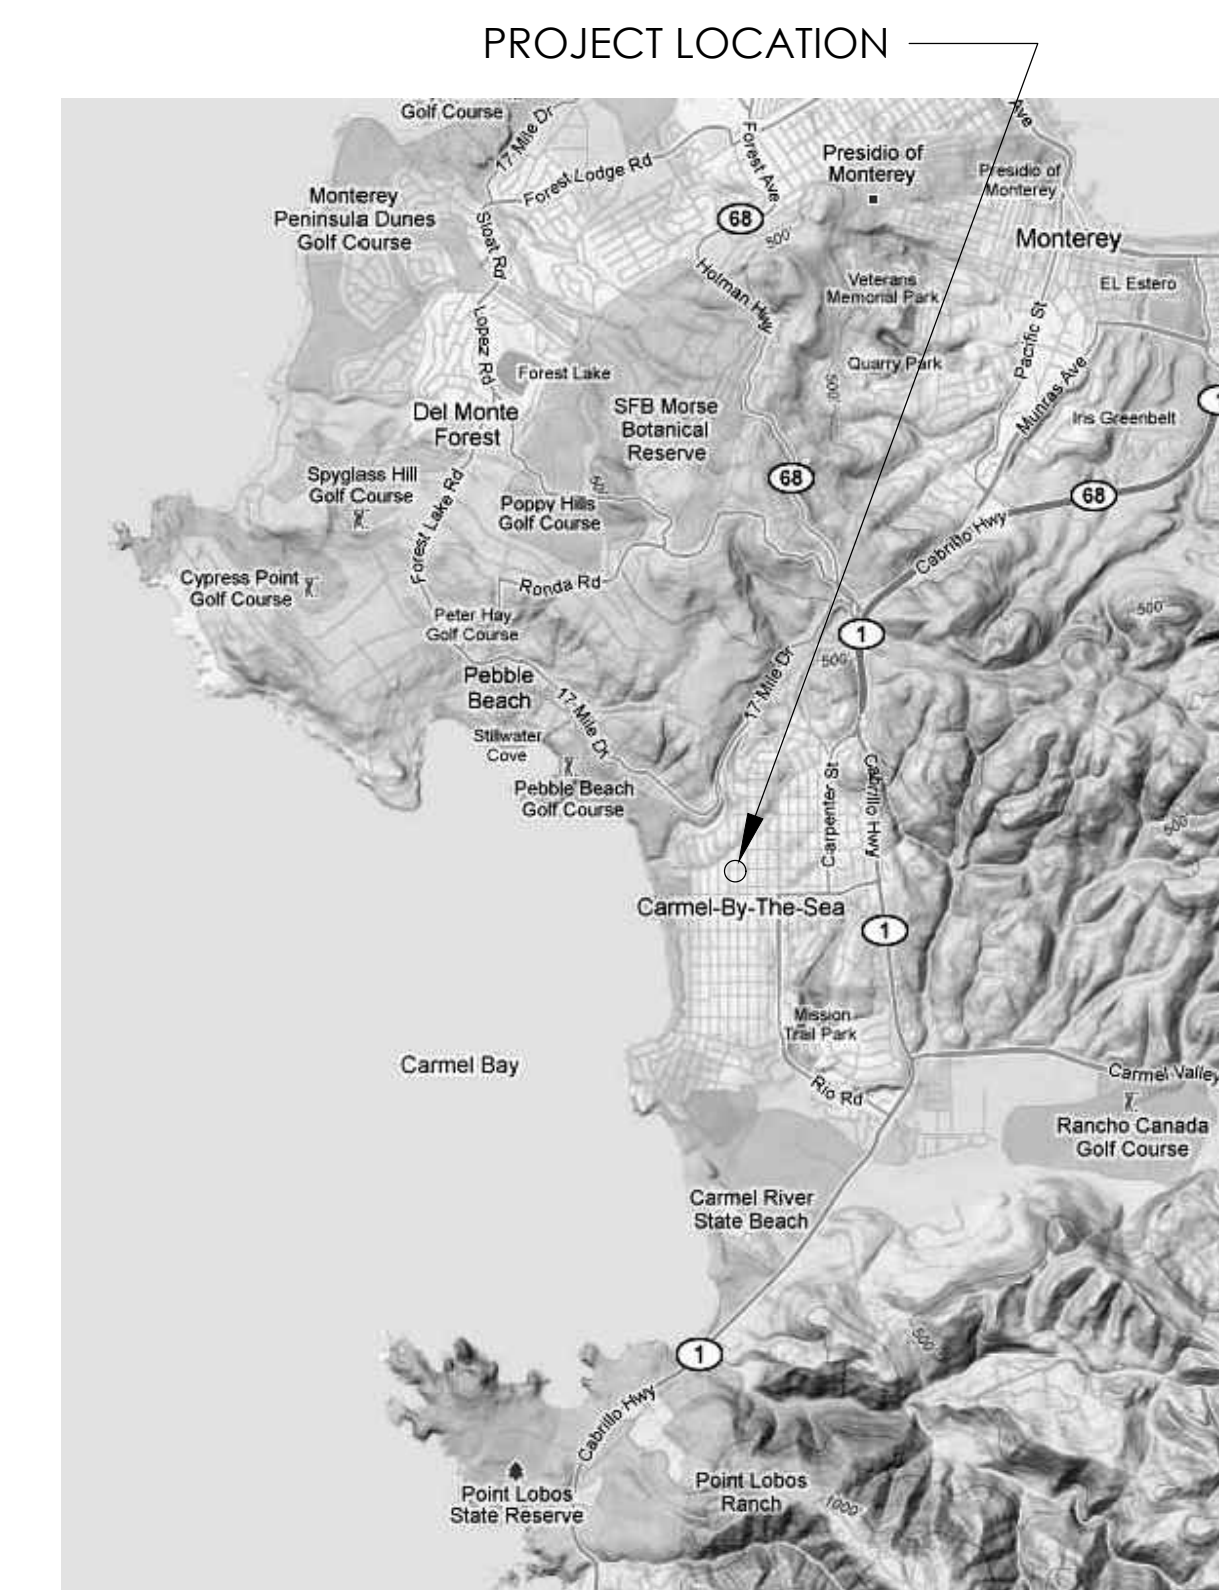 PROJECT LOCATION
Golf Course
17 Mile Dr
Ave
Forest Ave
Forest Lodge Rd
Presidio of
Monterey
Presidio of
Monterey
Monterey
Peninsula Dunes
Golf Course
68
500'
Sloat Rd
Monterey
Holman Hwy
Veterans
Memorial Park
EL Estero
Lopez Rd
Pacific St
Quarry Park
Forest Lake
500'
Munras Ave
Del Monte
Forest
SFB Morse
Botanical
Reserve
Iris Greenbelt
Spyglass Hill
Golf Course
68
68
Forest Lake Rd
Poppy Hills
Golf Course
Cabrillo Hwy
Cypress Point
Golf Course
Ronda Rd
500'
Peter Hay
Golf Course
1
500'
Pebble
Beach
17 Mile Dr
17 Mile Dr
Stillwater
Cove
Pebble Beach
Golf Course
Carpenter St
Cabrillo Hwy
500'
Carmel-By-The-Sea
1
Mission
Trail Park
Carmel Bay
Rio Rd
Carmel Valley
Rancho Canada
Golf Course
Carmel River
State Beach
500'
1
Cabrillo Hwy
Point Lobos
State Reserve
Point Lobos
Ranch
1000'